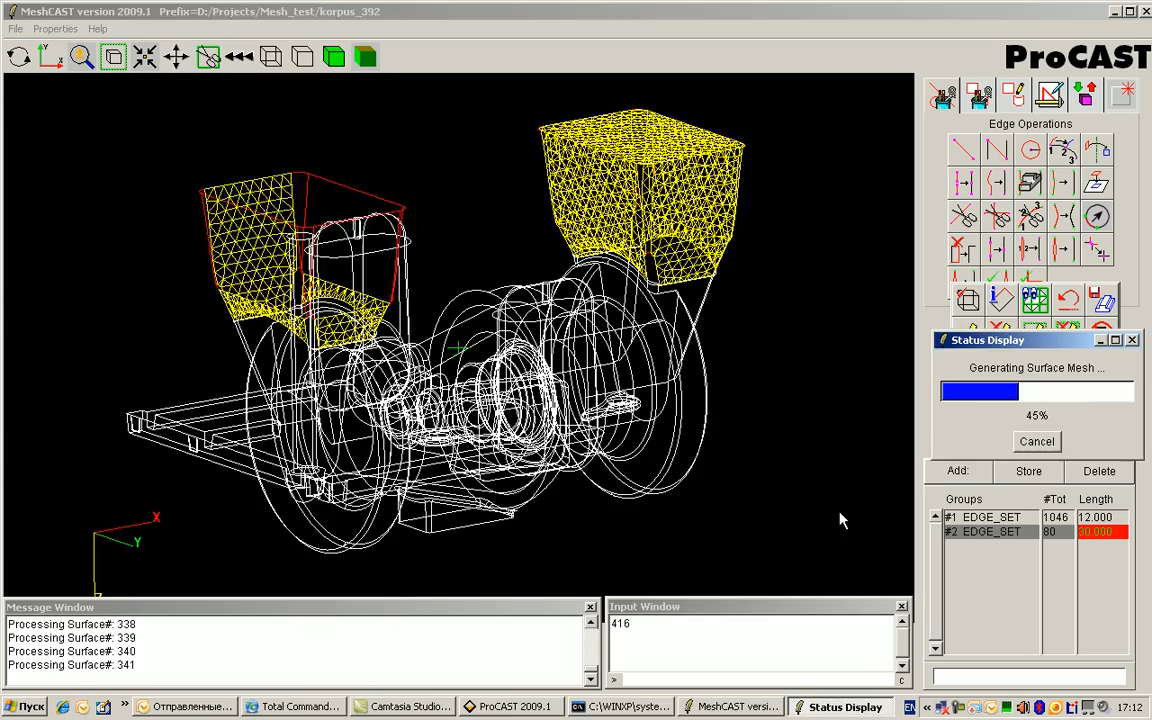 MeshCAST version 2009.1 Prefix=D:/Projects/Mesh_test/korpus_392
File Properties Help
ProCAST
Edge Operations
Status Display
Generating Surface Mesh ...
45%
Cancel
Add: Store Delete
Groups #Tot Length
#1 EDGE_SET 1046 12.000
#2 EDGE_SET 80 30.000
X
Y
Z
Message Window
Processing Surface#: 338
Processing Surface#: 339
Processing Surface#: 340
Processing Surface#: 341
Input Window
416
>
c
Пуск
»
Отправленные...
Total Command...
Camtasia Studio...
ProCAST 2009.1
C:\WINXP\syste...
MeshCAST versi...
Status Display
EN
«
17:12